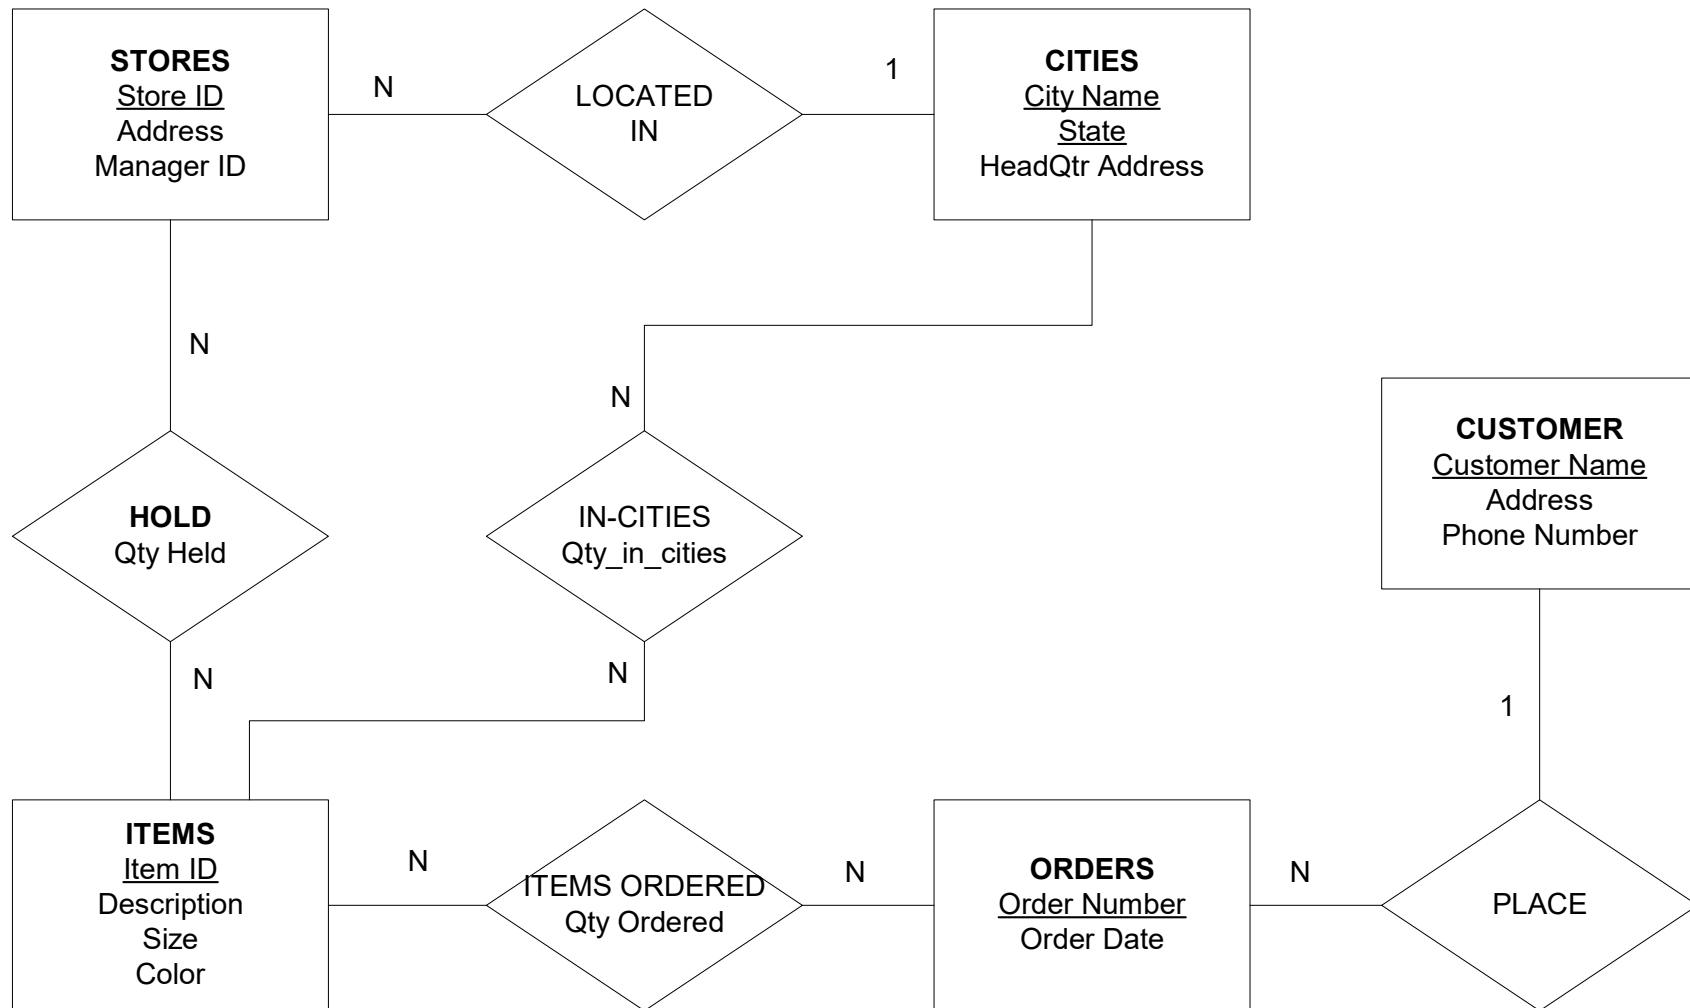 STORES
Store ID
Address
Manager ID
N
LOCATED
IN
1
CITIES
City Name
State
HeadQtr Address
N
N
HOLD
Qty Held
IN-CITIES
Qty_in_cities
CUSTOMER
Customer Name
Address
Phone Number
N
N
1
ITEMS
Item ID
Description
Size
Color
N
ITEMS ORDERED
Qty Ordered
N
ORDERS
Order Number
Order Date
N
PLACE